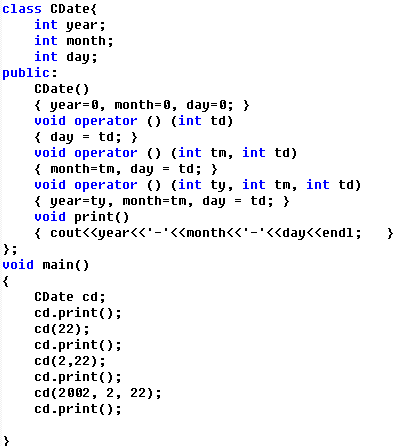 class CDate{
    int year;
    int month;
    int day;
public:
    CDate()
    { year=0, month=0, day=0; }
    void operator () (int td)
    { day = td; }
    void operator () (int tm, int td)
    { month=tm, day = td; }
    void operator () (int ty, int tm, int td)
    { year=ty, month=tm, day = td; }
    void print()
    { cout<<year<<'-'<<month<<'-'<<day<<endl;   }
};
void main()
{
    CDate cd;
    cd.print();
    cd(22);
    cd.print();
    cd(2,22);
    cd.print();
    cd(2002, 2, 22);
    cd.print();

}